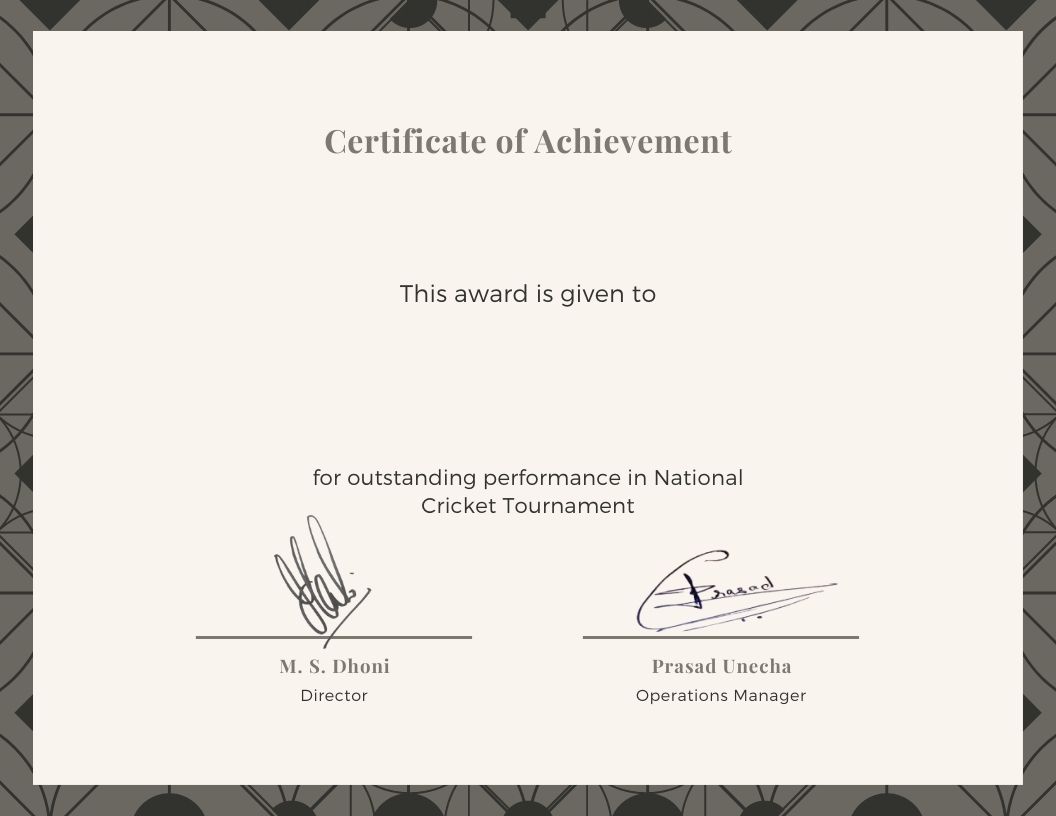 Certificate of Achievement
This award is given to
for outstanding performance in National
Cricket Tournament
Prasad
M. S. Dhoni
Prasad Unecha
Director
Operations Manager